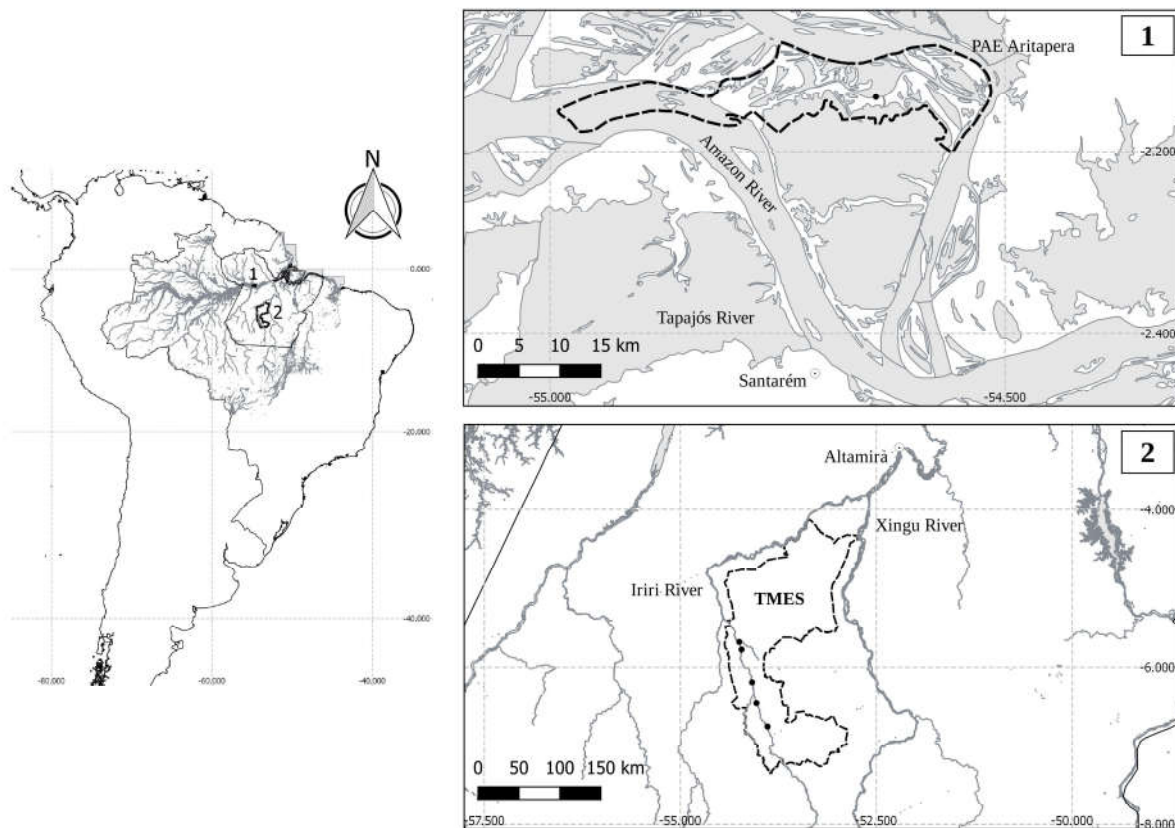 N
0.000
1
2
-20.000
-40.000
-80.000
-60.000
-40.000
1
PAE Aritapera
Amazon River
-2.200
Tapajós River
-2.400
0 5 10 15 km
Santarém
-55.000
-54.500
2
Altamira
-4.000
Xingu River
Iriri River
TMES
-6.000
0 50 100 150 km
-57.500
-55.000
-52.500
-50.000
-8.000